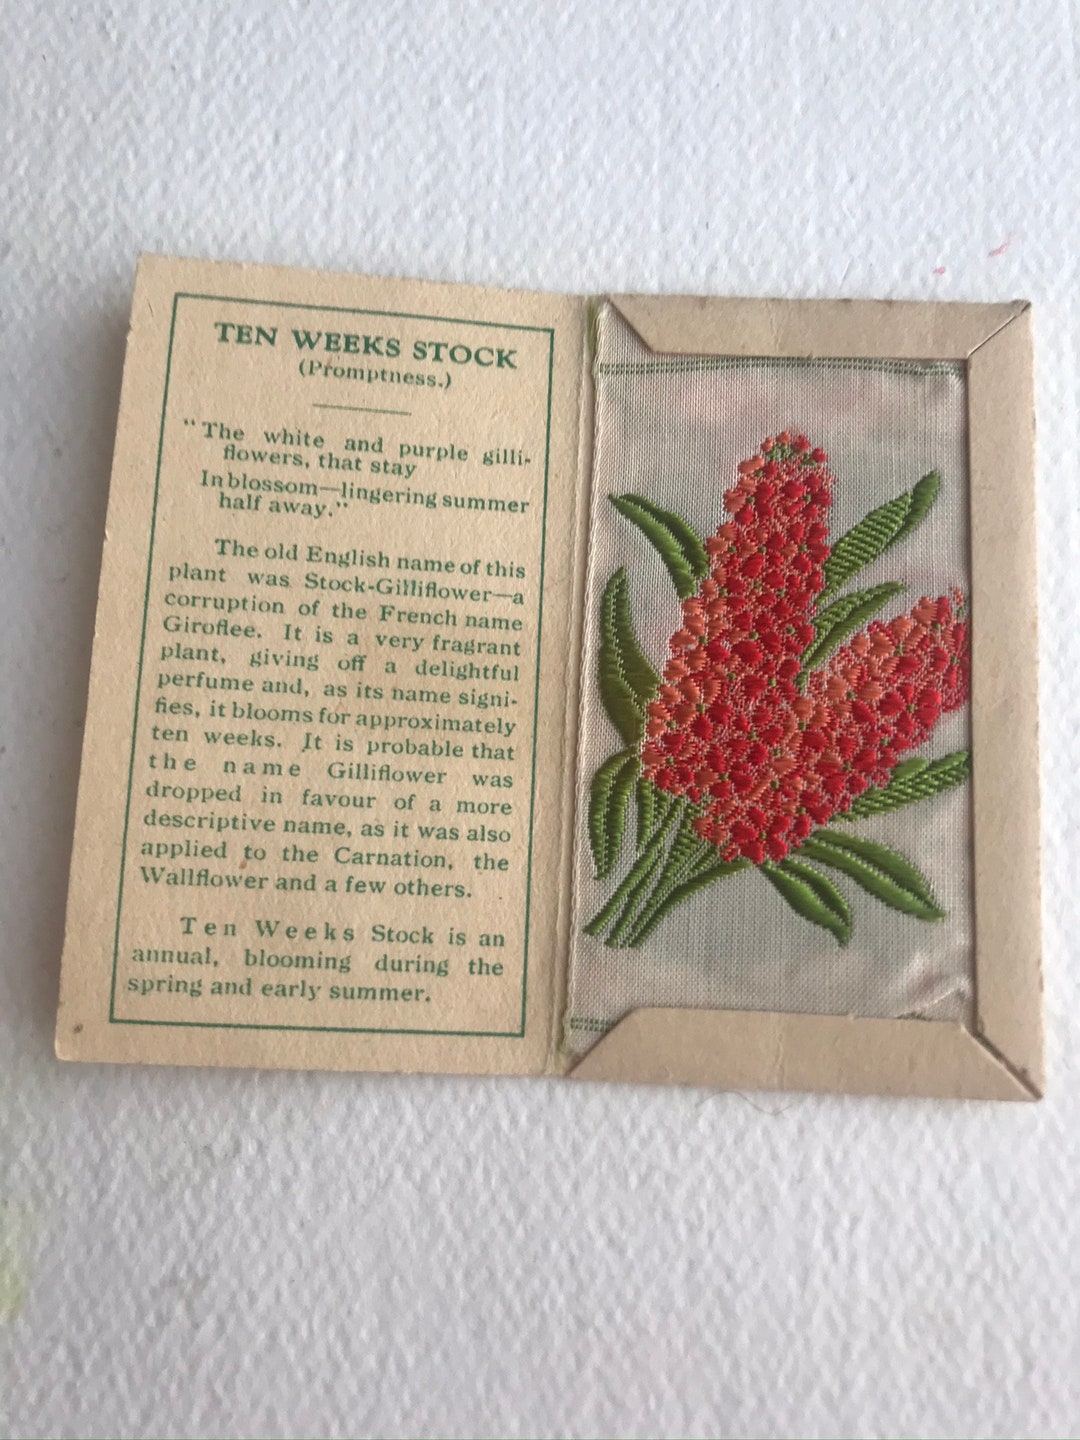 TEN WEEKS STOCK
(Promptness.)
"The white and purple gilli-
flowers, that stay
In blossom—lingering summer
half away."
The old English name of this
plant was Stock-Gilliflower—a
corruption of the French name
Giroflee. It is a very fragrant
plant, giving off a delightful
perfume and, as its name signi-
fies, it blooms for approximately
ten weeks. It is probable that
the name Gilliflower was
dropped in favour of a more
descriptive name, as it was also
applied to the Carnation, the
Wallflower and a few others.
Ten Weeks Stock is an
annual, blooming during the
spring and early summer.